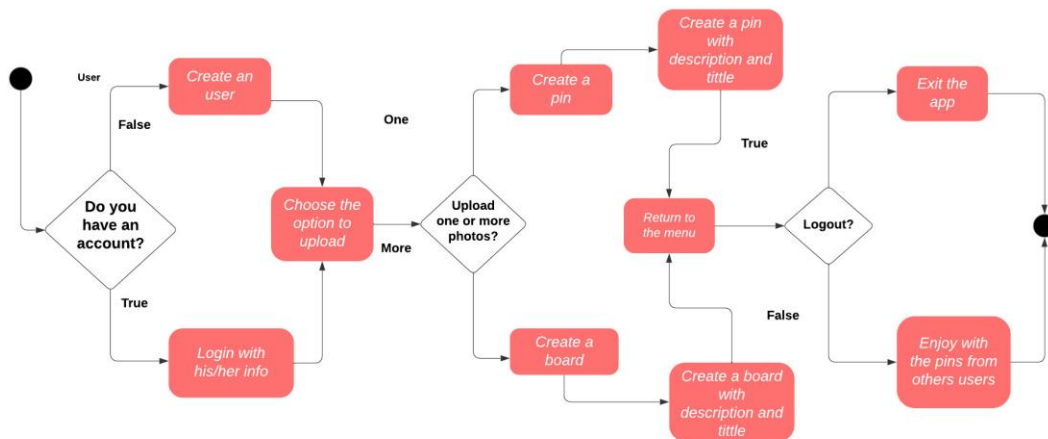 User
Create an
user
False
Do you
have an
account?
True
Login with
his/her info
Choose the
option to
upload
One
More
Upload
one or more
photos?
Create a
pin
Create a pin
with
description and
tittle
Create a
board
Create a board
with
description and
tittle
Return to
the menu
True
False
Logout?
Exit the
app
Enjoy with
the pins from
others users